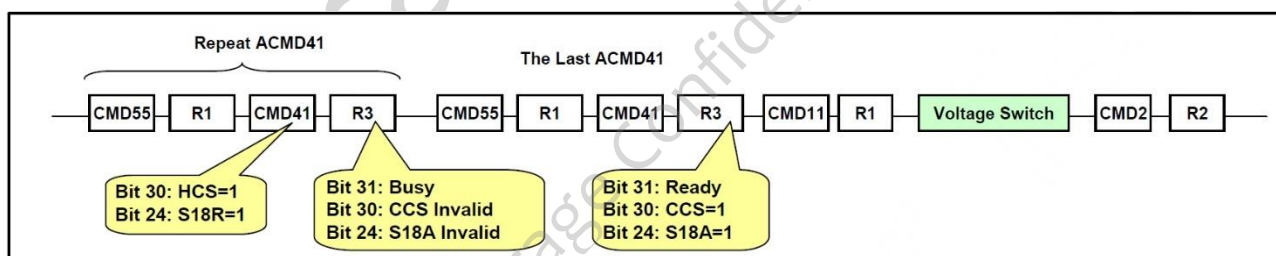 Repeat ACMD41
The Last ACMD41
CMD55 R1 CMD41 R3 CMD55 R1 CMD41 R3 CMD11 R1 Voltage Switch CMD2 R2
Bit 30: HCS=1
Bit 24: S18R=1
Bit 31: Busy
Bit 30: CCS Invalid
Bit 24: S18A Invalid
Bit 31: Ready
Bit 30: CCS=1
Bit 24: S18A=1